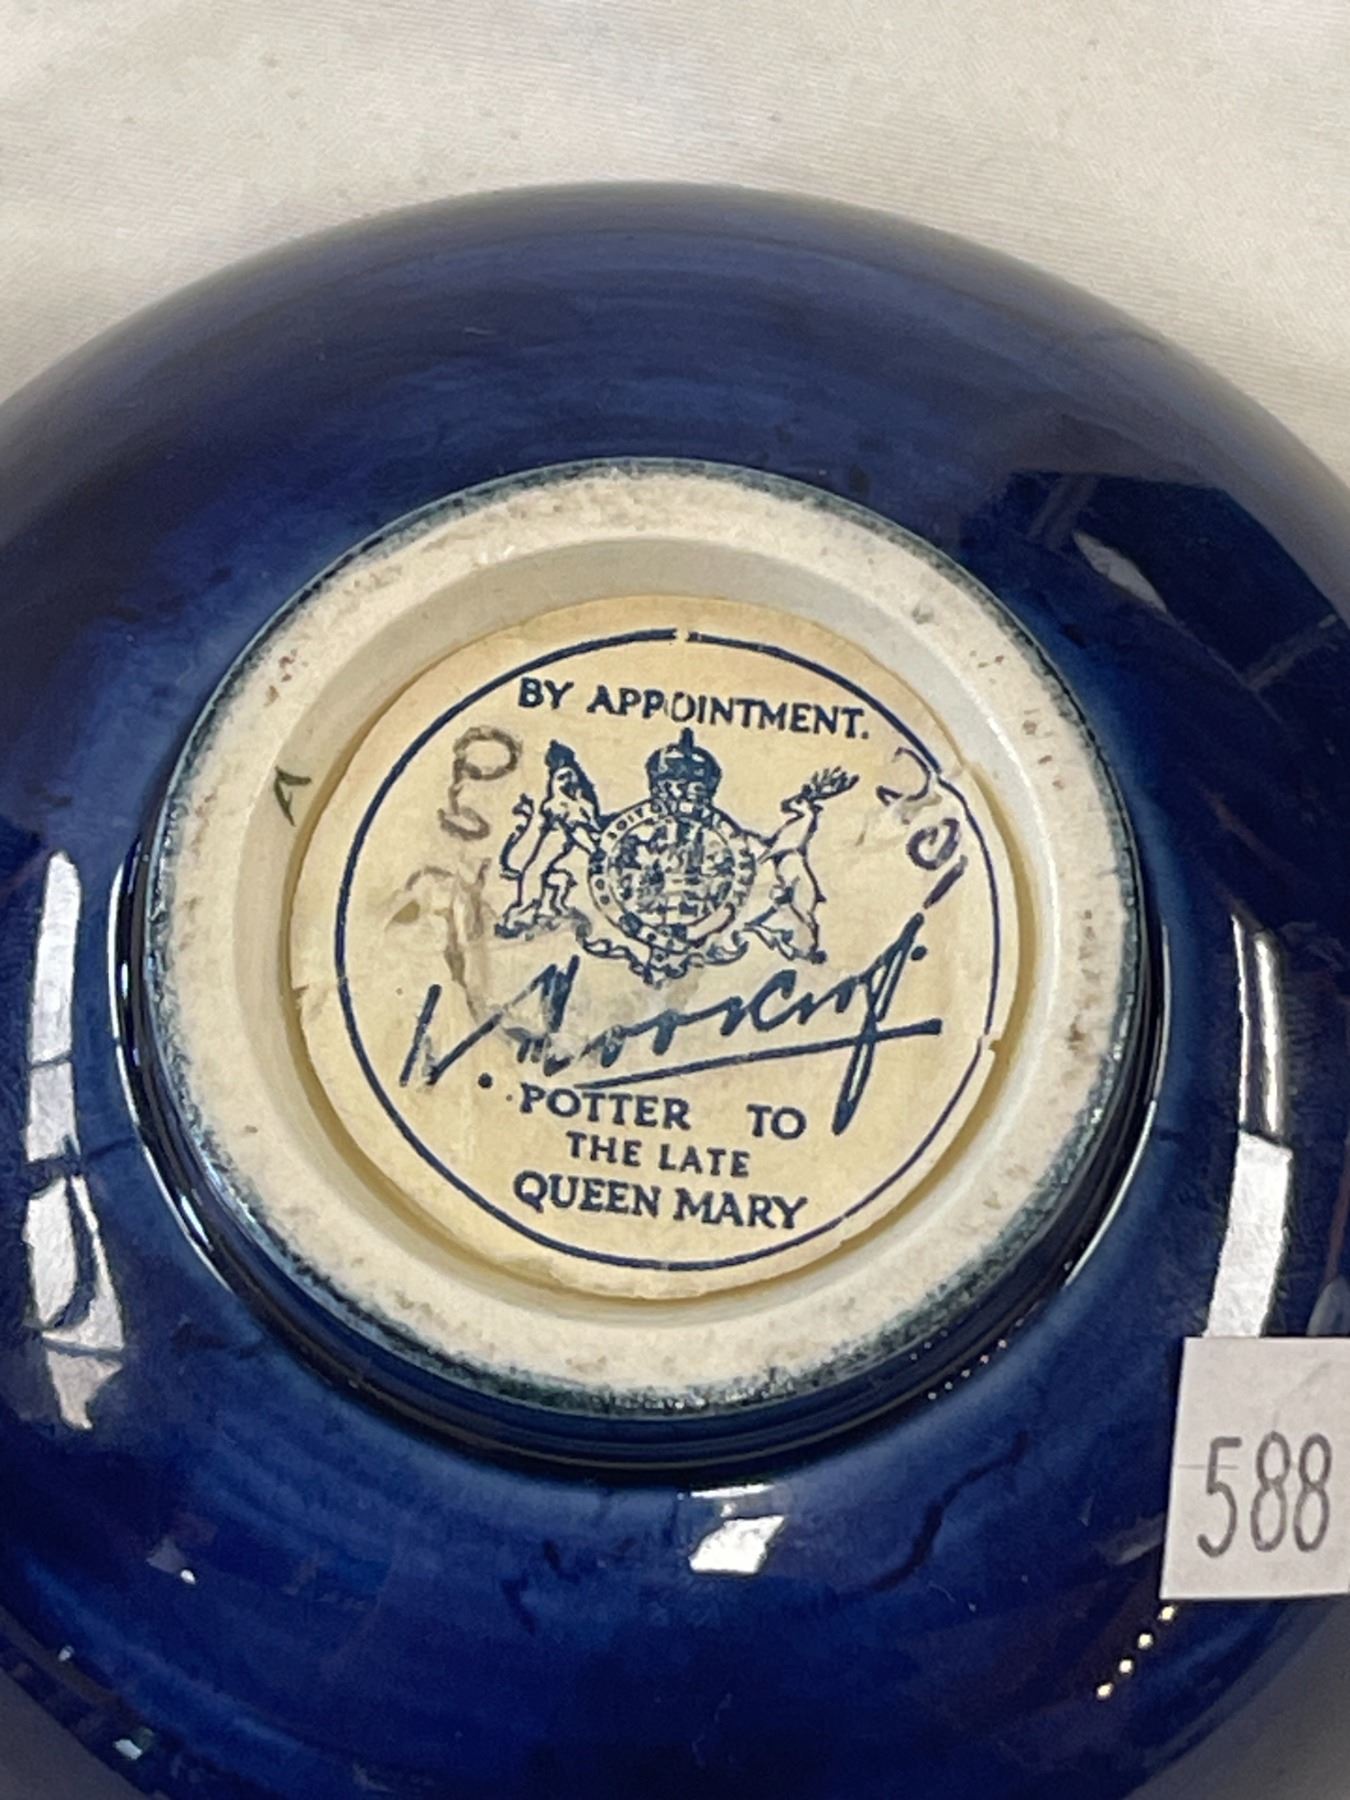 BY APPOINTMENT.
A
W. Moorcroft.
POTTER TO
THE LATE
QUEEN MARY
588